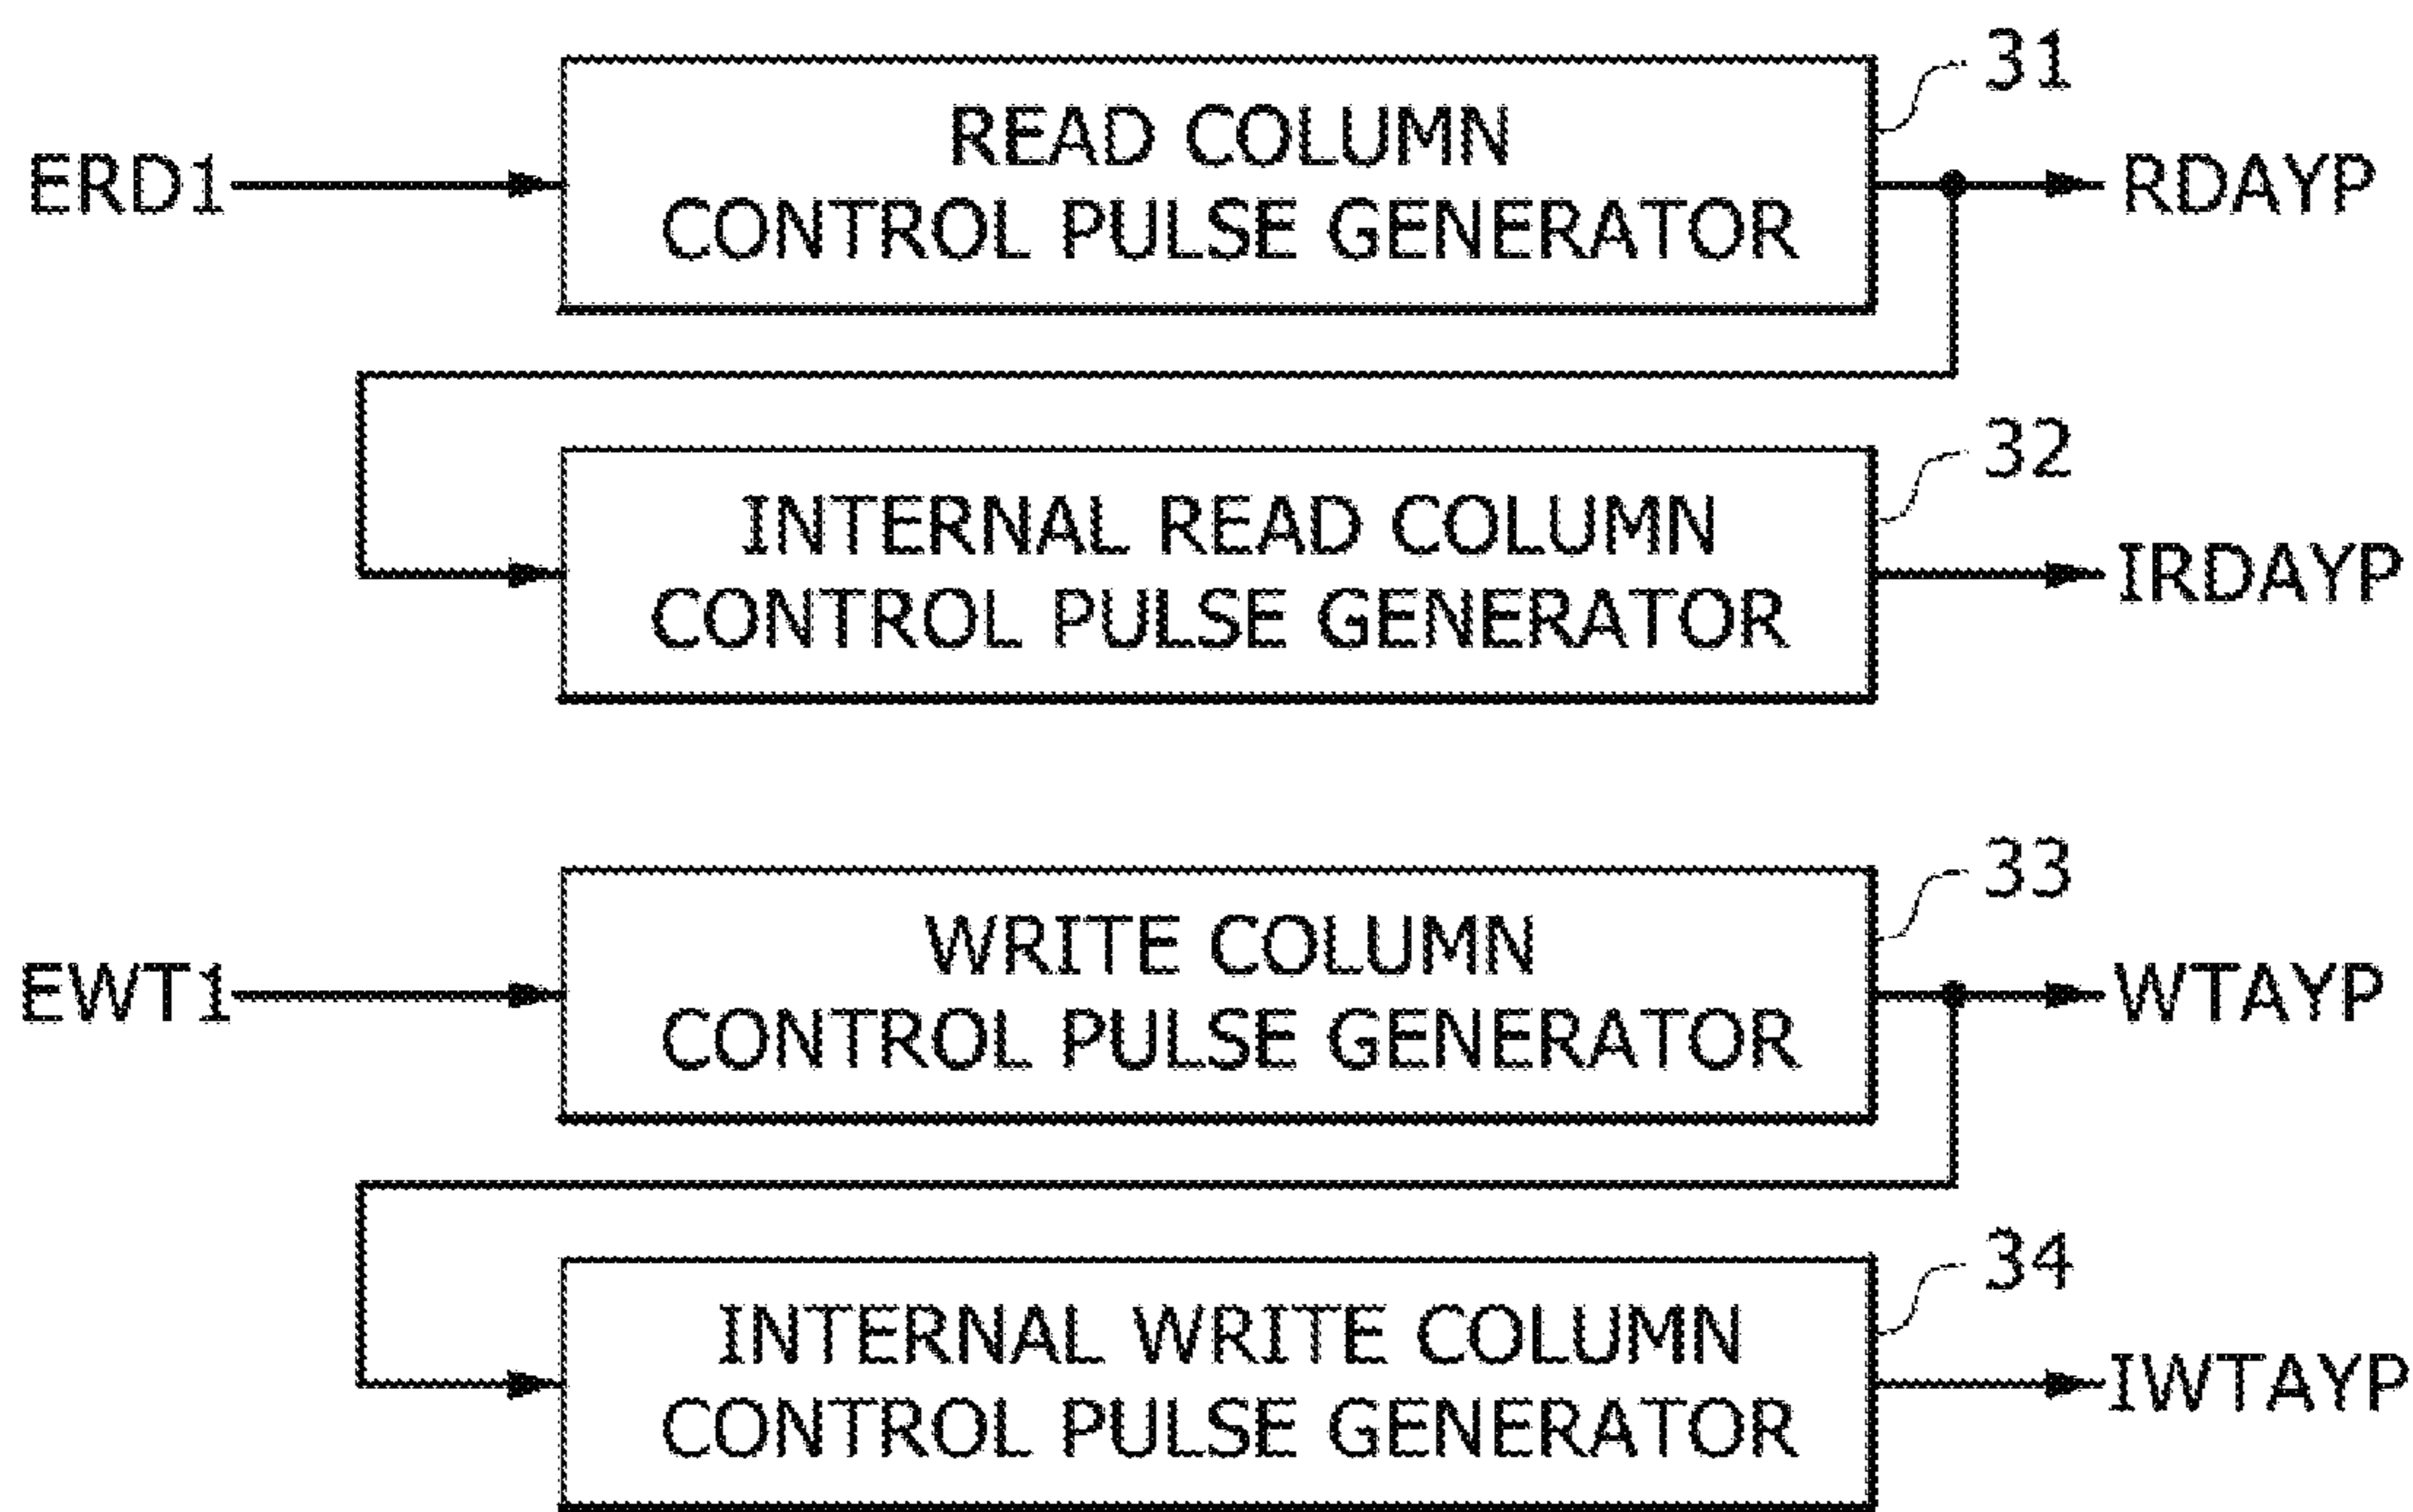 31
READ COLUMN
ERD1
CONTROL PULSE GENERATOR
RDAYP
32
INTERNAL READ COLUMN
CONTROL PULSE GENERATOR
IRDAYP
33
WRITE COLUMN
EWT1
CONTROL PULSE GENERATOR
WTAYP
34
INTERNAL WRITE COLUMN
CONTROL PULSE GENERATOR
IWTAYP